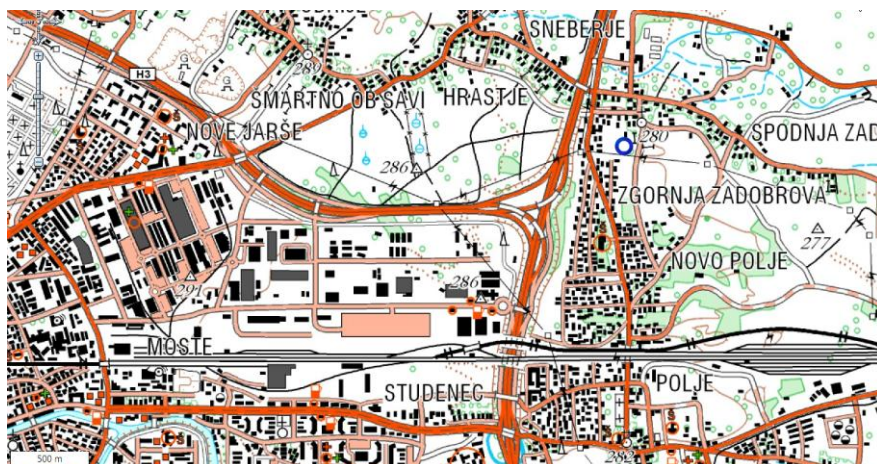 SNEBERJE
H3
289
ŠMARTNO OB SAVI
HRASTJE
NOVE JARŠE
280
SPODNJA ZAD
286
ZGORNJA ZADOBROVA
277
NOVO POLJE
291
286
MOSTE
STUDENEC
POLJE
282
500 m